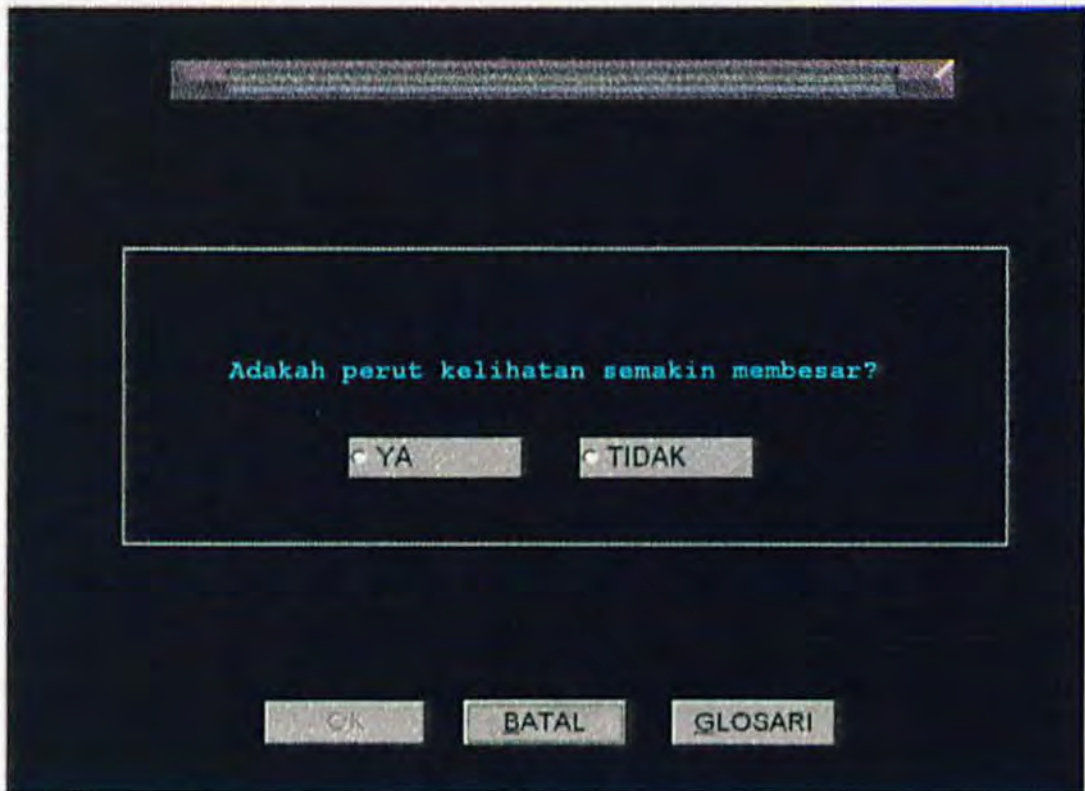 Adakah perut kelihatan semakin membesar?
YA
TIDAK
OK
BATAL
GLOSARI